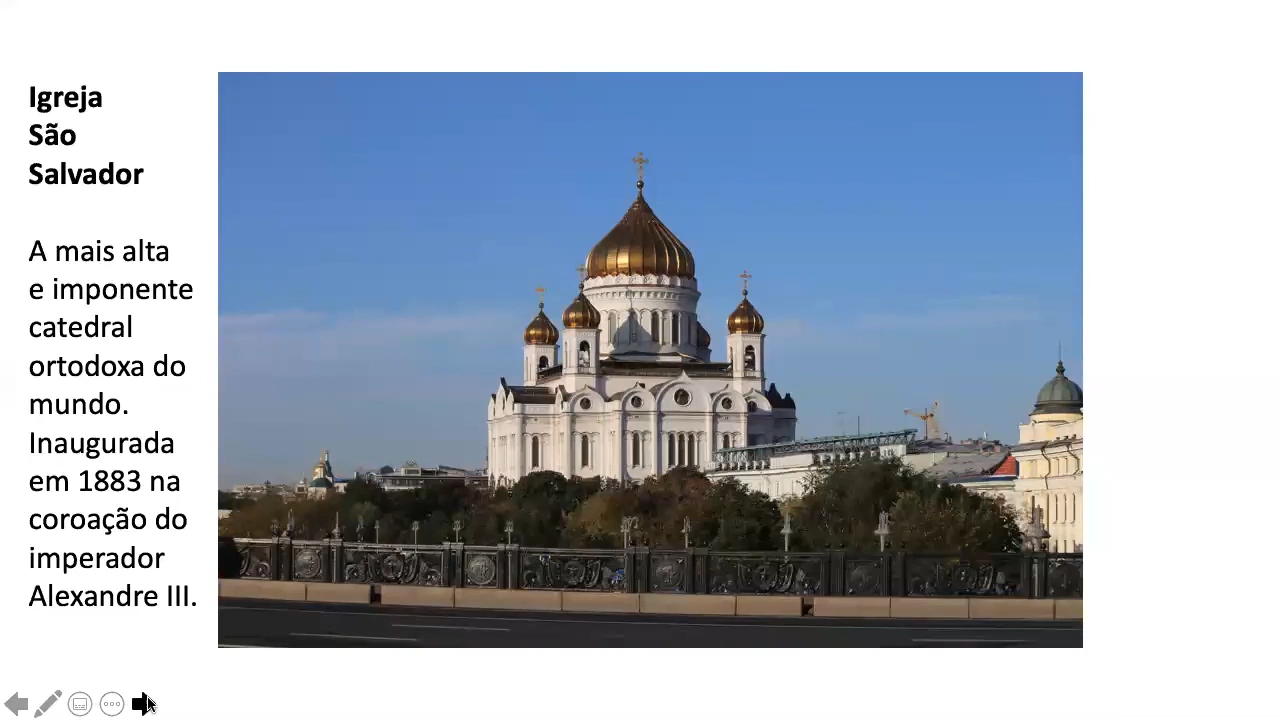 Igreja
São
Salvador
A mais alta
e imponente
catedral
ortodoxa do
mundo.
Inaugurada
em 1883 na
coroação do
imperador
Alexandre III.